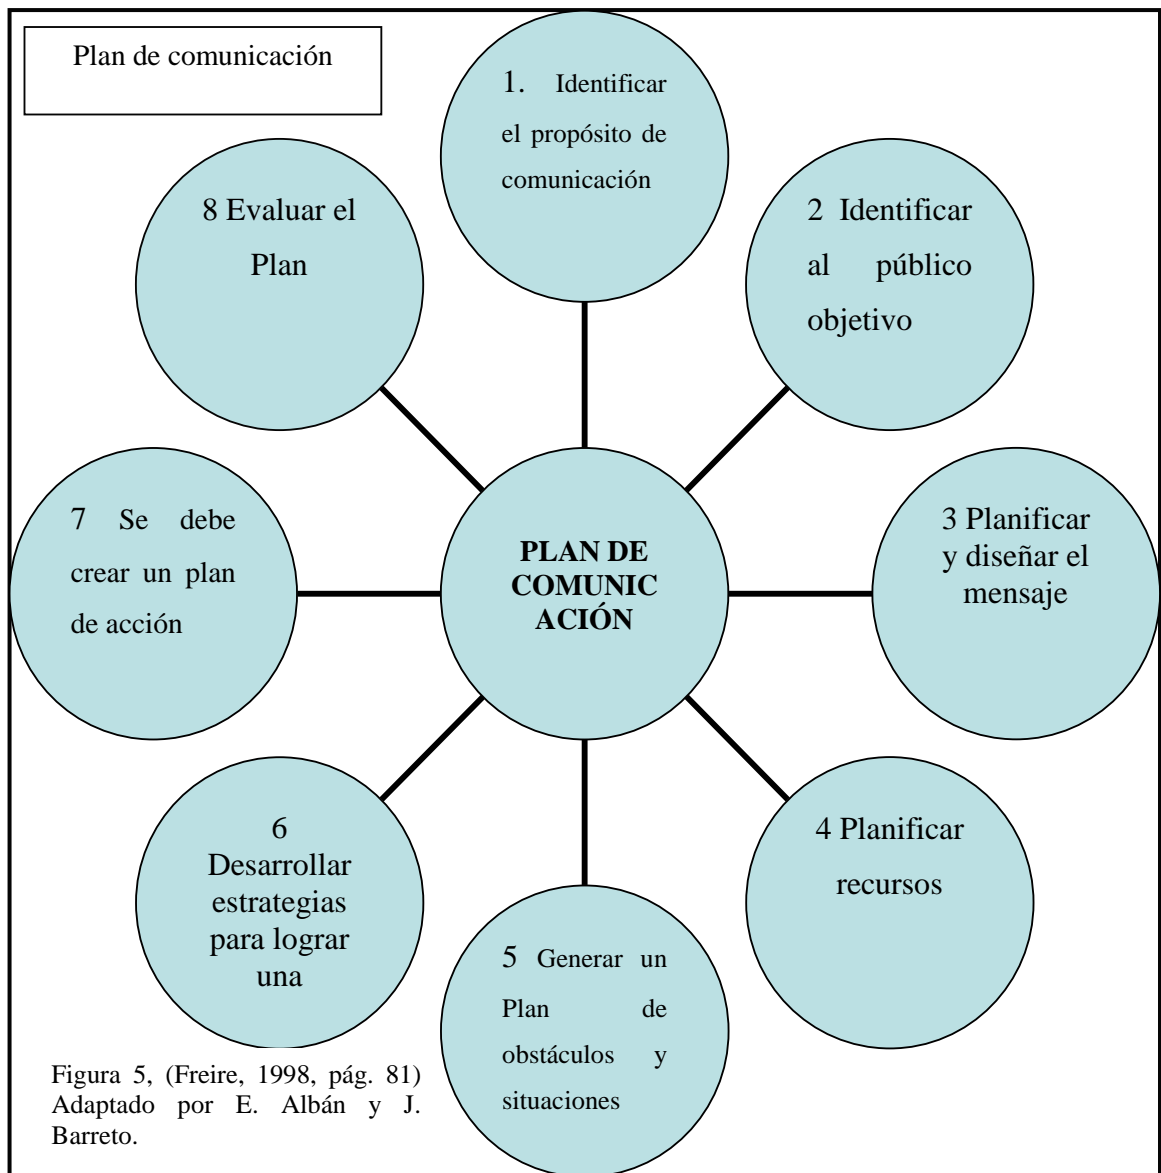 Plan de comunicación
1. Identificar
el propósito de
comunicación
2 Identificar
al público
objetivo
3 Planificar
y diseñar el
mensaje
4 Planificar
recursos
5 Generar un
Plan de
obstáculos y
situaciones
6
Desarrollar
estrategias
para lograr
una
7 Se debe
crear un plan
de acción
8 Evaluar el
Plan
PLAN DE
COMUNIC
ACIÓN
Figura 5, (Freire, 1998, pág. 81)
Adaptado por E. Albán y J.
Barreto.